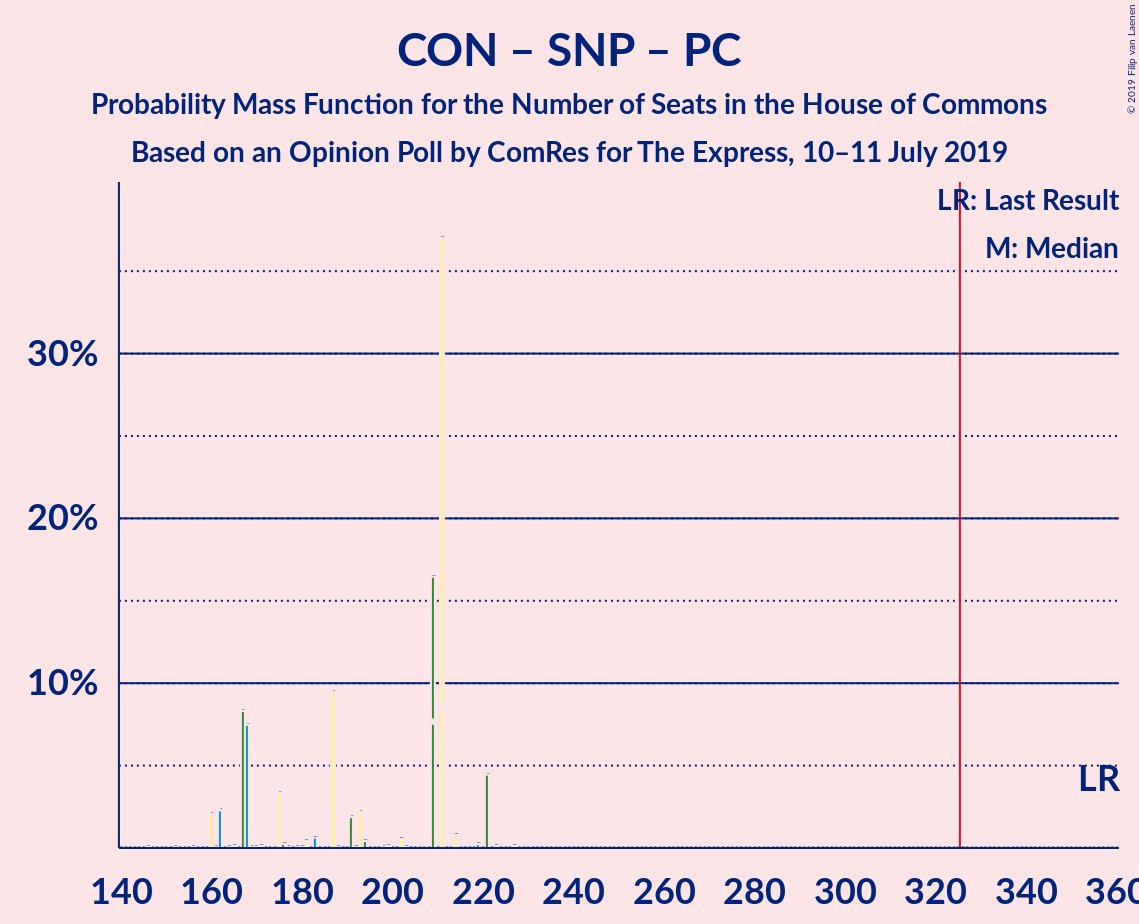 CON – SNP – PC
Probability Mass Function for the Number of Seats in the House of Commons
Based on an Opinion Poll by ComRes for The Express, 10–11 July 2019
© 2019 Filip van Laenen
LR: Last Result
M: Median
30%
20%
10%
LR
140 160 180 200 220 240 260 280 300 320 340 360